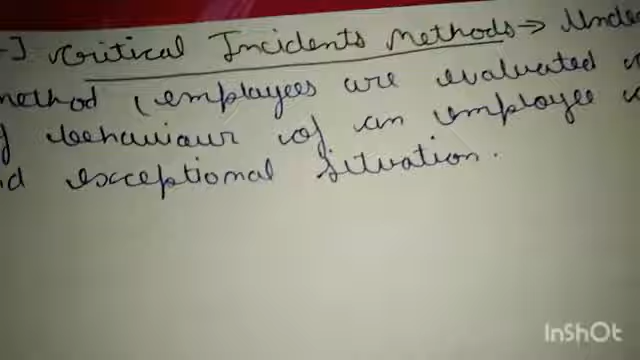 Critical Incidents Methods → Unde
method, employees are evaluated
behaviour of an employee
exceptional situation.
InShOt